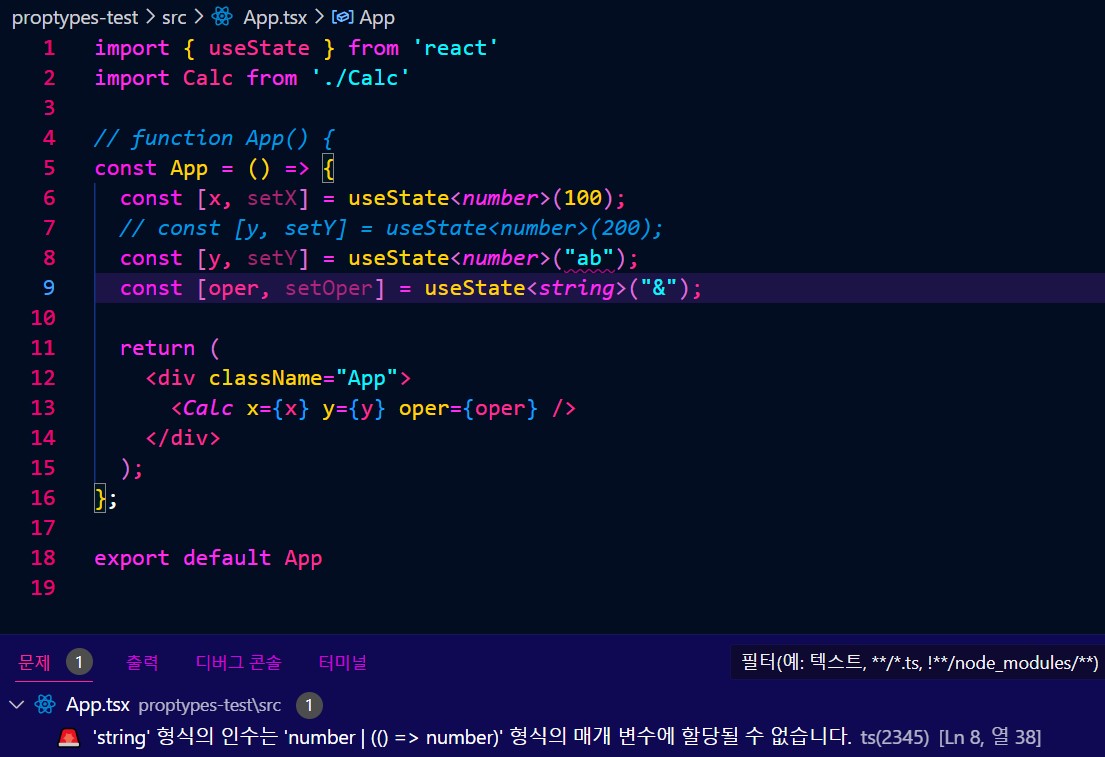 proptypes-test > src > App.tsx > App
1 import { useState } from 'react'
2 import Calc from './Calc'
3
4 // function App() {
5 const App = () => {
6   const [x, setX] = useState<number>(100);
7   // const [y, setY] = useState<number>(200);
8   const [y, setY] = useState<number>("ab");
9   const [oper, setOper] = useState<string>("&");
10
11   return (
12     <div className="App">
13       <Calc x={x} y={y} oper={oper} />
14     </div>
15   );
16 };
17
18 export default App
19
문제 1 출력 디버그 콘솔 터미널 필터(예: 텍스트, **/*.ts, !**/node_modules/**)
App.tsx proptypes-test\src 1
'string' 형식의 인수는 'number | (() => number)' 형식의 매개 변수에 할당될 수 없습니다. ts(2345) [Ln 8, 열 38]